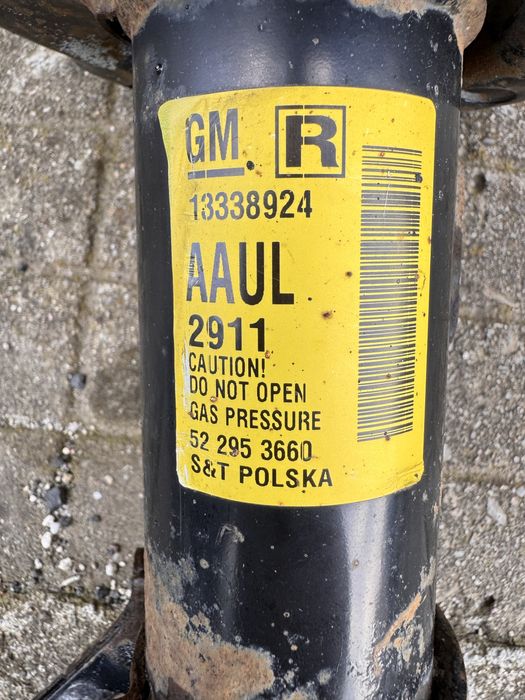 GM R
13338924
AAUL
2911
CAUTION!
DO NOT OPEN
GAS PRESSURE
52 295 3660
S&T POLSKA